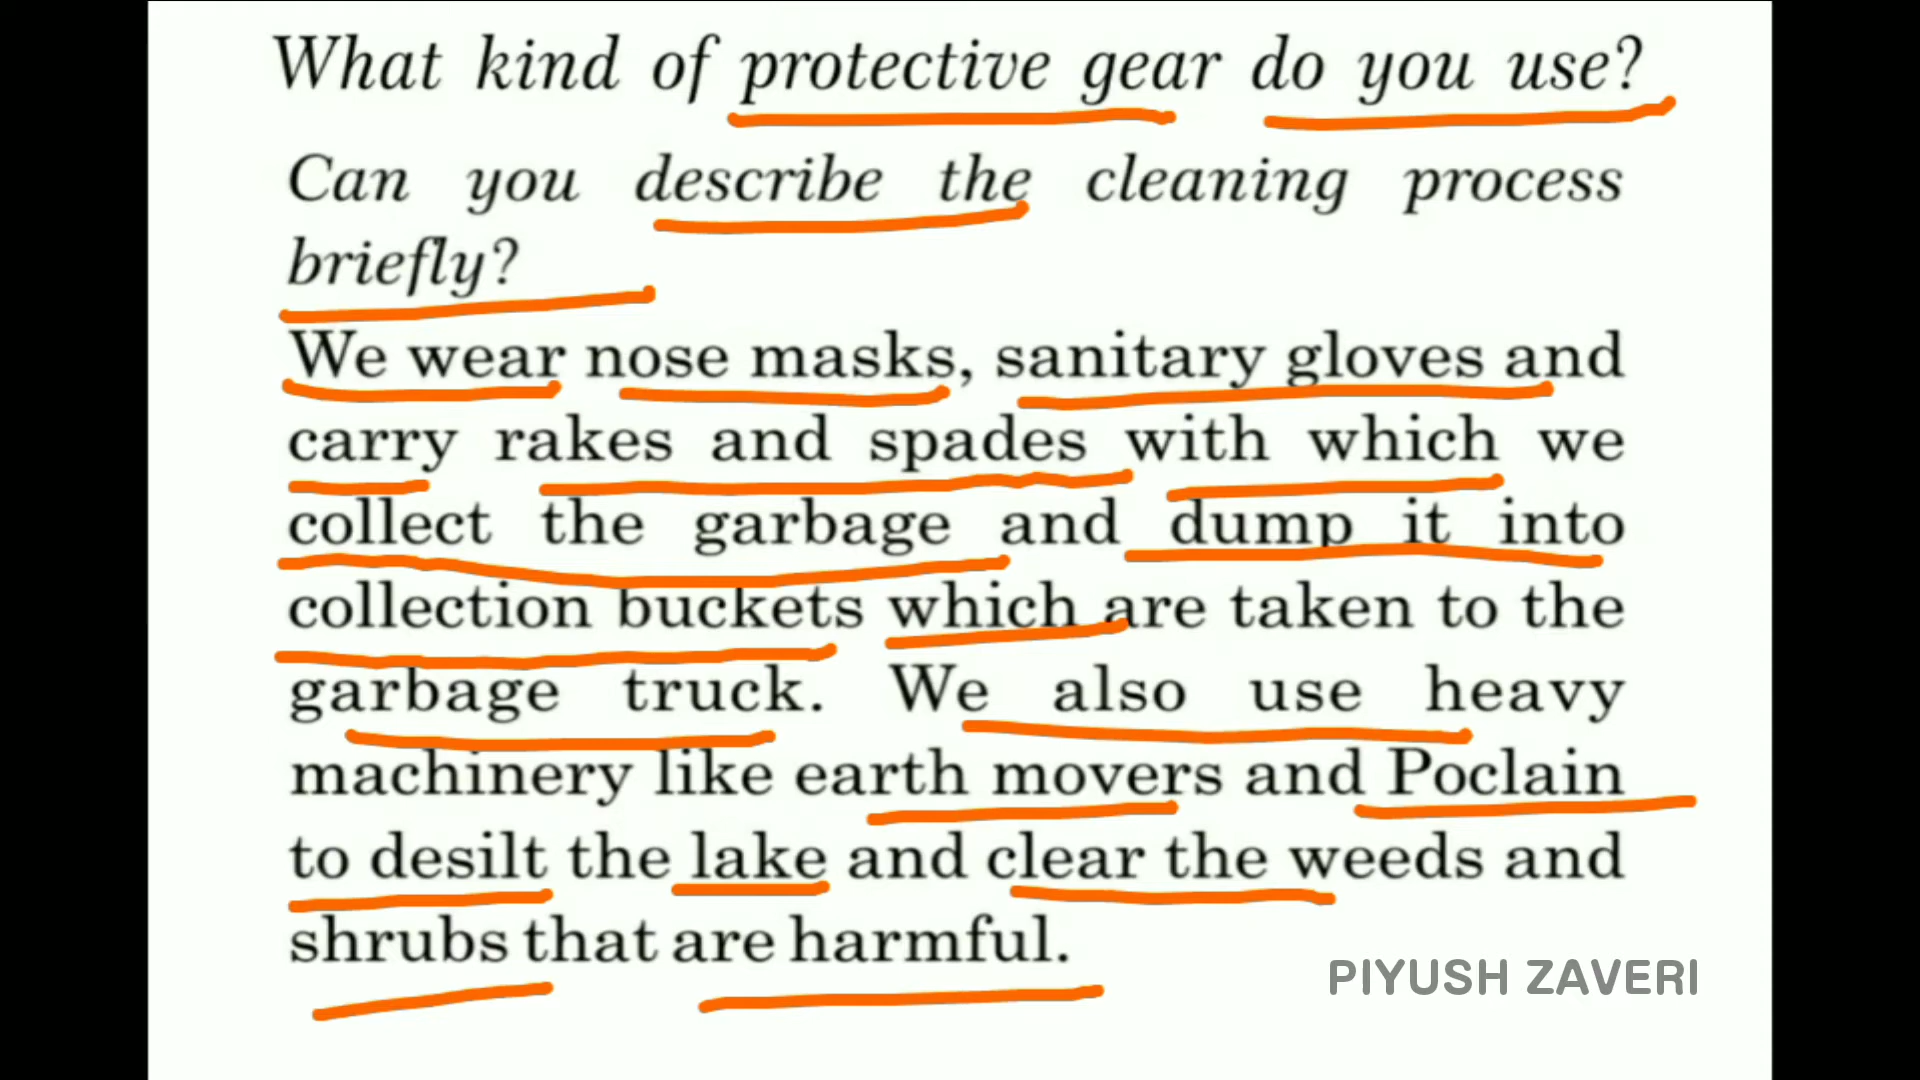 What kind of protective gear do you use?
Can you describe the cleaning process
briefly?
We wear nose masks, sanitary gloves and
carry rakes and spades with which we
collect the garbage and dump it into
collection buckets which are taken to the
garbage truck. We also use heavy
machinery like earth movers and Poclain
to desilt the lake and clear the weeds and
shrubs that are harmful.
PIYUSH ZAVERI